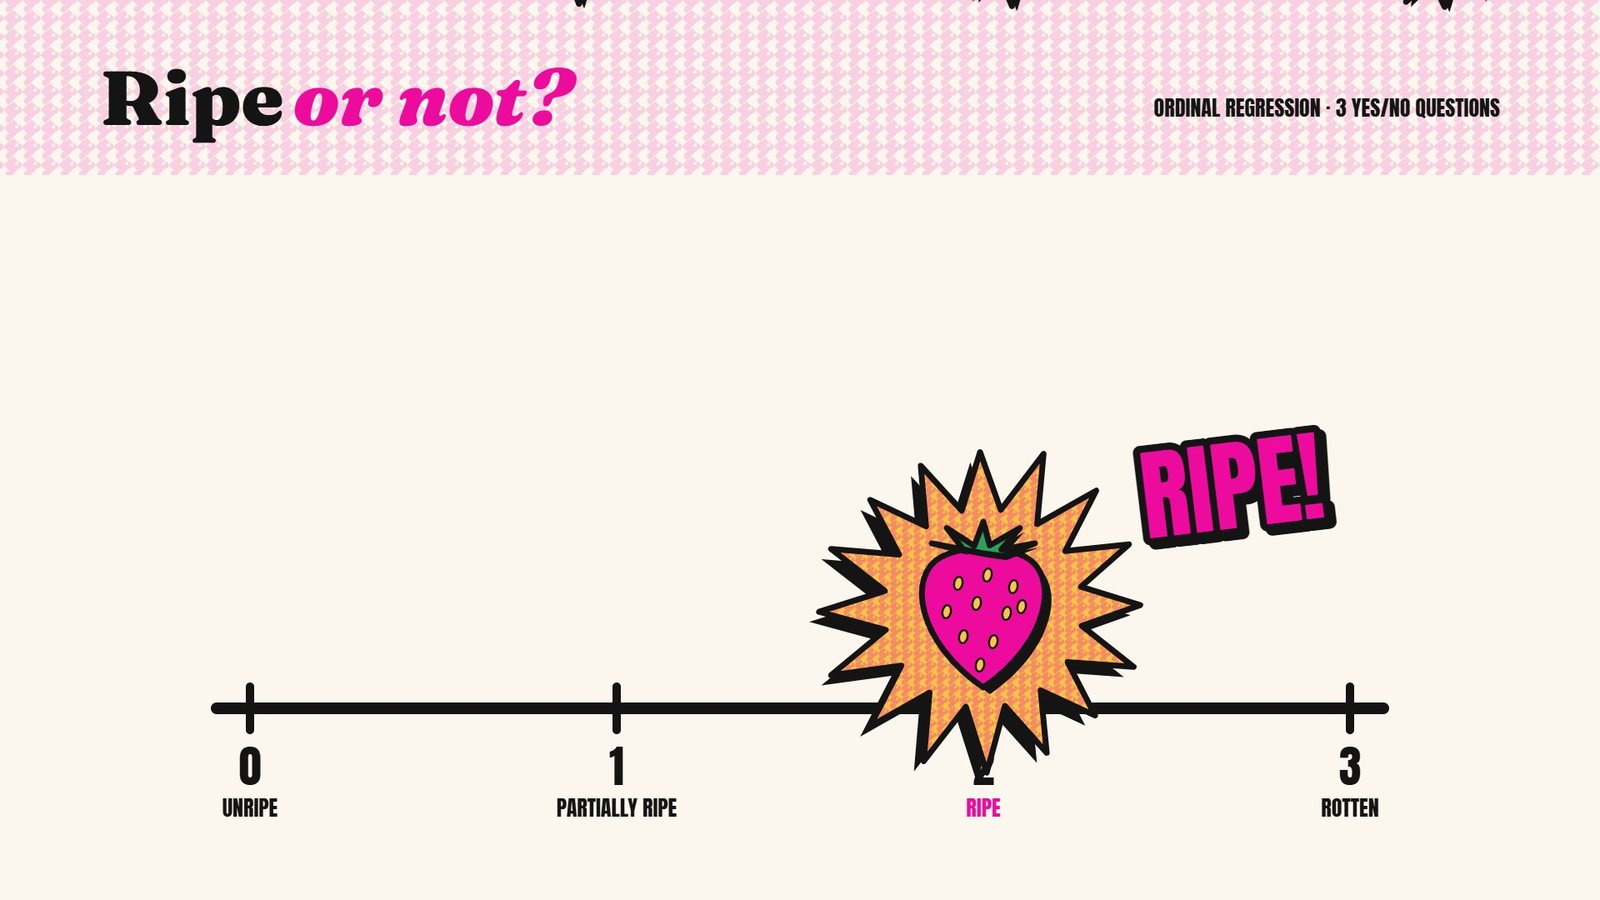 Ripe or not?
ORDINAL REGRESSION · 3 YES/NO QUESTIONS
RIPE!
0 1 3
UNRIPE PARTIALLY RIPE RIPE ROTTEN